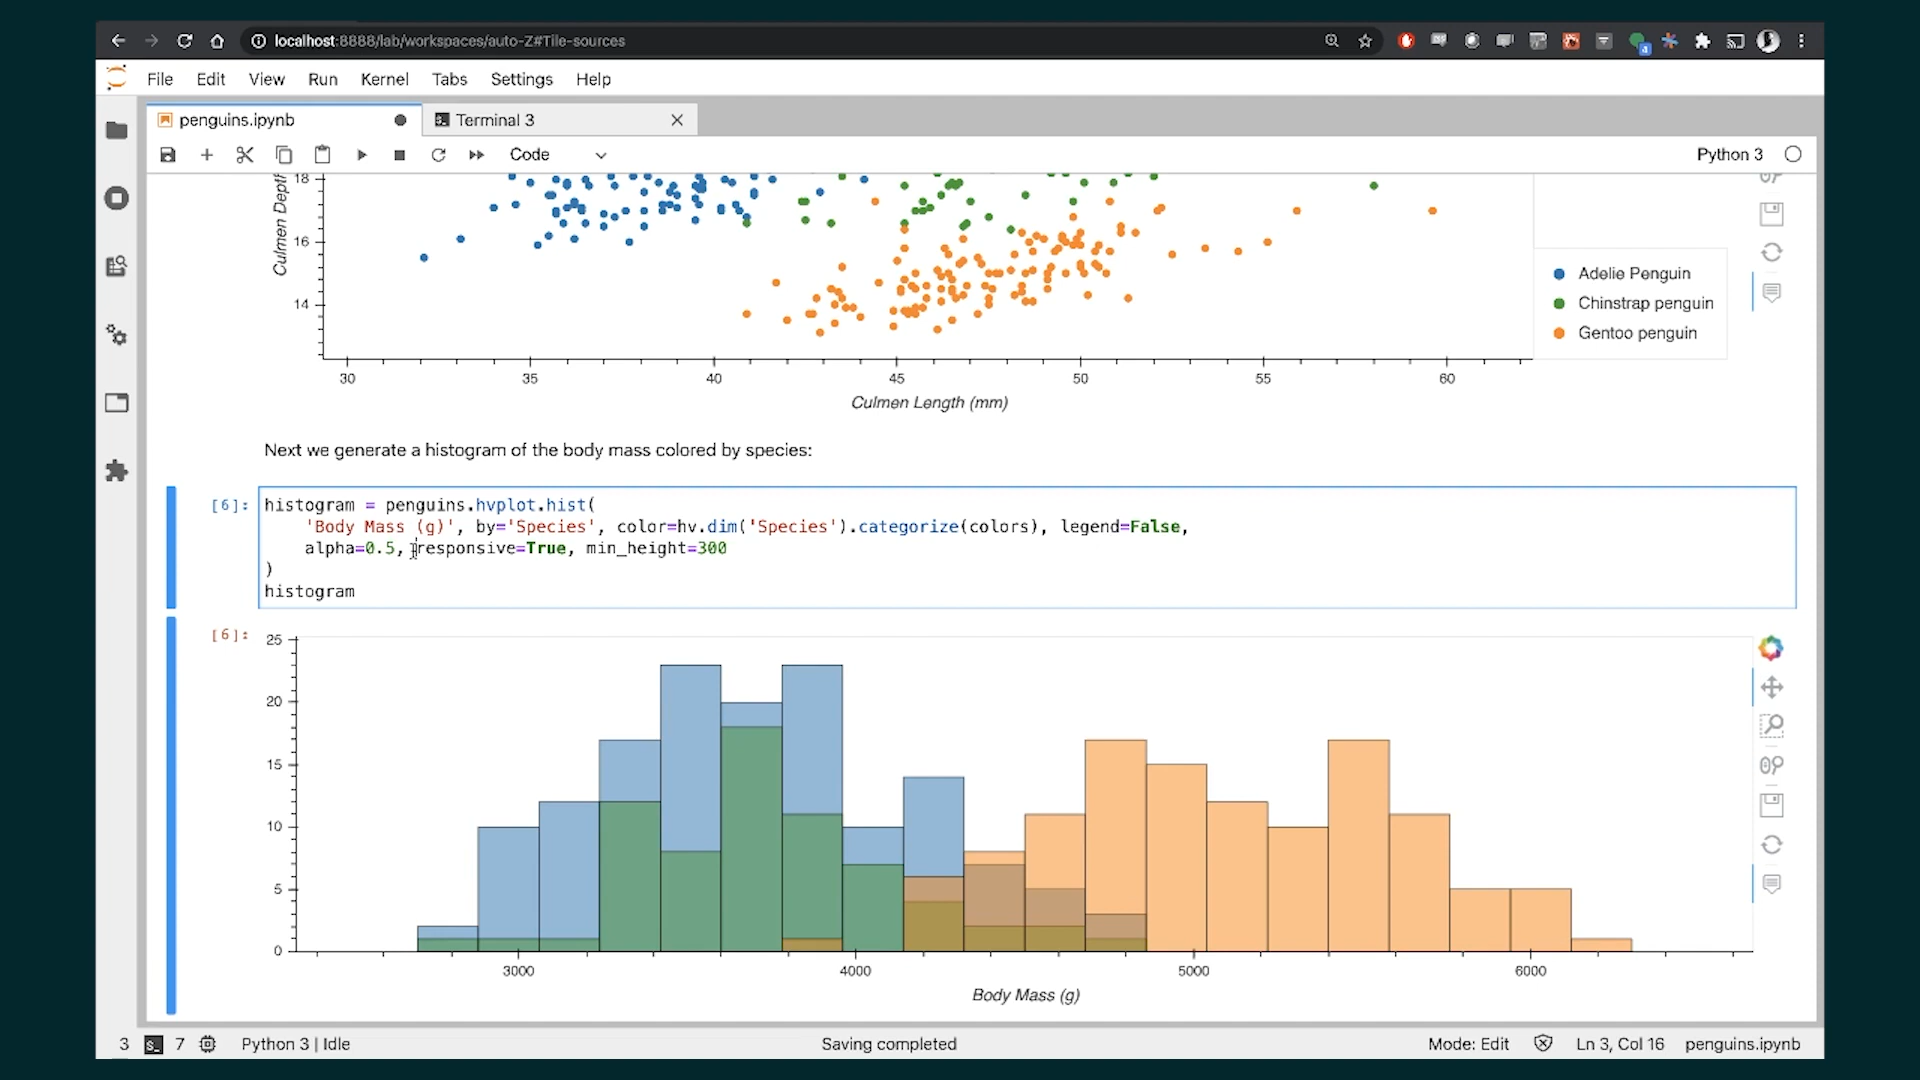 localhost:8888/lab/workspaces/auto-Z#Tile-sources
File Edit View Run Kernel Tabs Settings Help
penguins.ipynb Terminal 3
Code Python 3
Culmen Depth
18
16
14
Adelie Penguin
Chinstrap penguin
Gentoo penguin
30 35 40 45 50 55 60
Culmen Length (mm)
Next we generate a histogram of the body mass colored by species:
[6]: histogram = penguins.hvplot.hist(
'Body Mass (g)', by='Species', color=hv.dim('Species').categorize(colors), legend=False,
alpha=0.5, responsive=True, min_height=300
)
histogram
[6]:
25
20
15
10
5
0
3000 4000 5000 6000
Body Mass (g)
3 7 Python 3 | Idle Saving completed Mode: Edit Ln 3, Col 16 penguins.ipynb